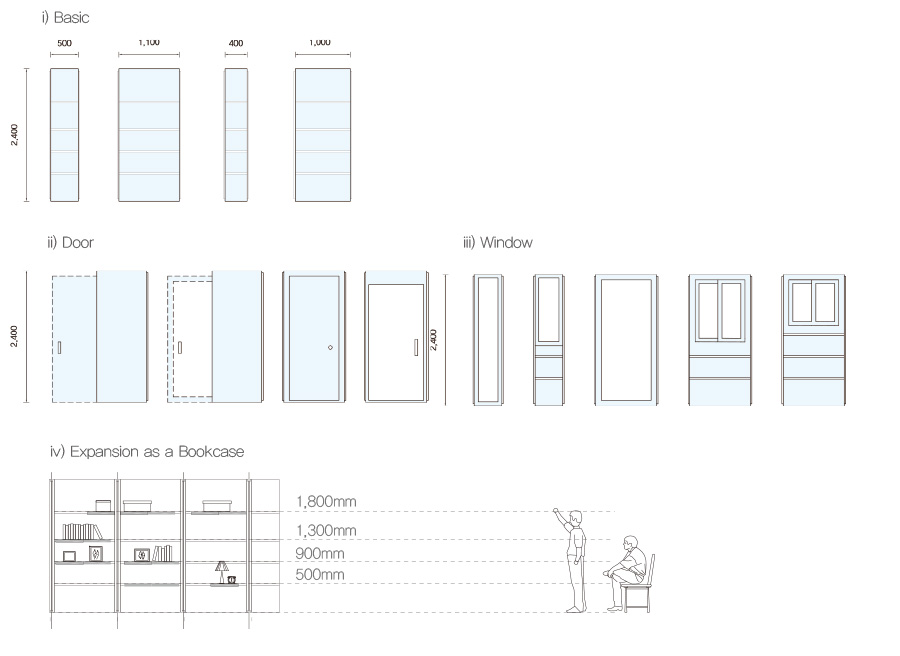 i) Basic
500
1,100
400
1,000
2,400
ii) Door
iii) Window
2,400
2,400
iv) Expansion as a Bookcase
1,800mm
1,300mm
900mm
500mm